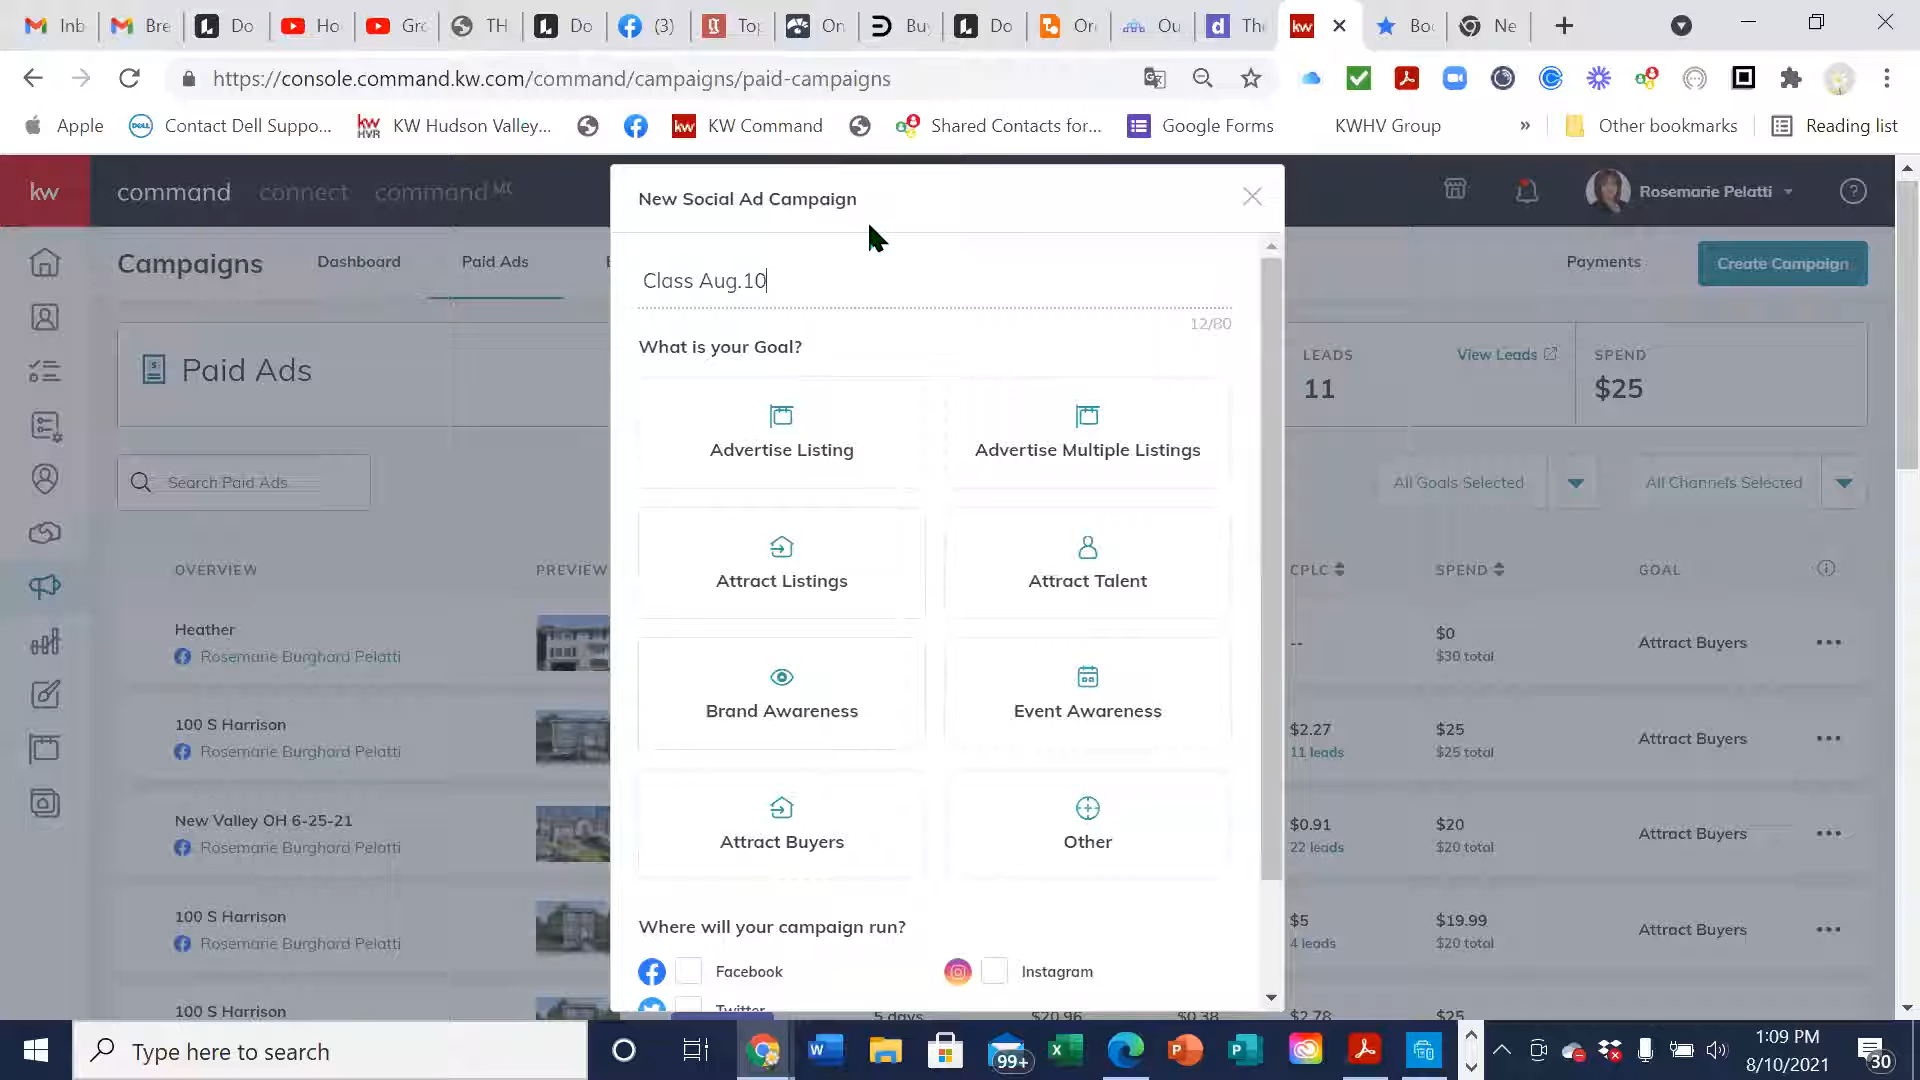 Inb
Bre
Do
Ho
Gro
TH
Do
(3)
Top
On
Buy
Do
Or
Ou
The
kw
Boo
Ne
https://console.command.kw.com/command/campaigns/paid-campaigns
Apple
Contact Dell Suppo...
KW Hudson Valley...
KW Command
Shared Contacts for...
Google Forms
KWHV Group
»
Other bookmarks
Reading list
kw
command
connect
command MC
Rosemarie Pelatti
Campaigns
Dashboard
Paid Ads
Payments
Create Campaign
Paid Ads
LEADS
View Leads
11
SPEND
$25
Search Paid Ads
All Goals Selected
All Channels Selected
OVERVIEW
PREVIEW
CPLC
SPEND
GOAL
Heather
Rosemarie Burghard Pelatti
--
$0
$30 total
Attract Buyers
100 S Harrison
Rosemarie Burghard Pelatti
$2.27
11 leads
$25
$25 total
Attract Buyers
New Valley OH 6-25-21
Rosemarie Burghard Pelatti
$0.91
22 leads
$20
$20 total
Attract Buyers
100 S Harrison
Rosemarie Burghard Pelatti
$5
4 leads
$19.99
$20 total
Attract Buyers
100 S Harrison
5 days
$20.96
$0.38
$2.78
$25
New Social Ad Campaign
Class Aug.10
12/80
What is your Goal?
Advertise Listing
Advertise Multiple Listings
Attract Listings
Attract Talent
Brand Awareness
Event Awareness
Attract Buyers
Other
Where will your campaign run?
Facebook
Instagram
Twitter
Type here to search
99+
1:09 PM
8/10/2021
30